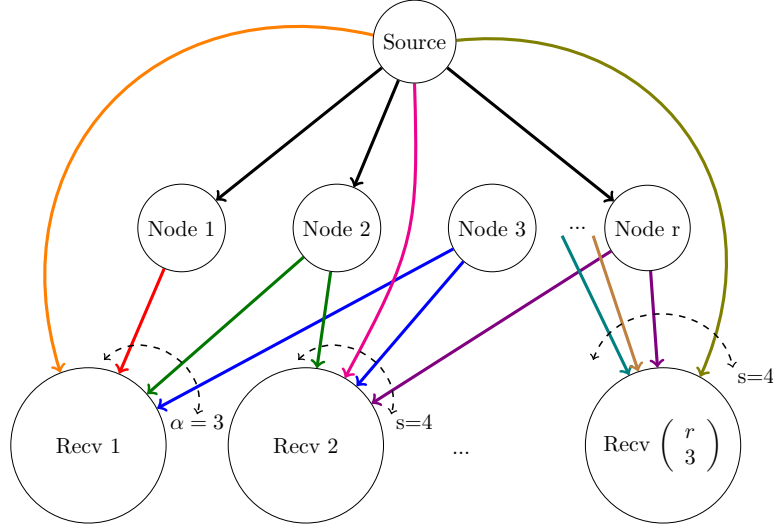 Source
Node 1
Node 2
Node 3
...
Node r
α = 3
s=4
s=4
Recv 1
Recv 2
...
Recv ( r
3 )